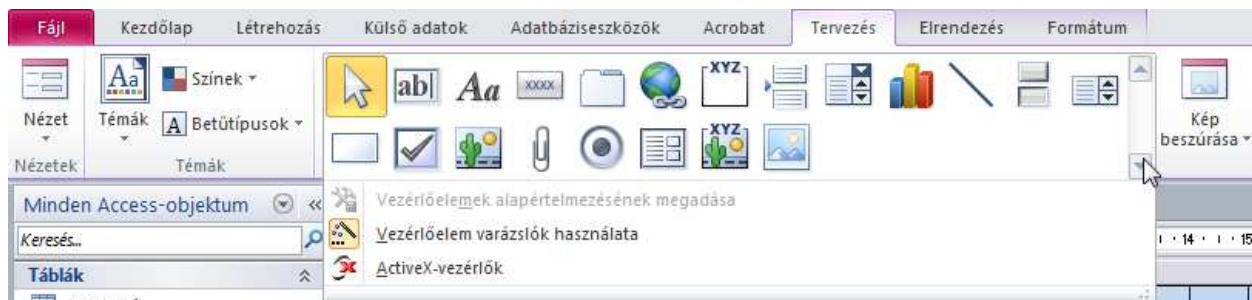 Fájl Kezdőlap Létrehozás Külső adatok Adatbáziseszközök Acrobat Tervezés Elrendezés Formátum
Aa Színek ab| Aa xxxx XYZ
Nézet Témák A Betűtípusok XYZ Kép beszúrása
Nézetek Témák
Minden Access-objektum « Vezérlőelemek alapértelmezésének megadása
Keresés... Vezérlőelem varázslók használata 14 15
Táblák ActiveX-vezérlők